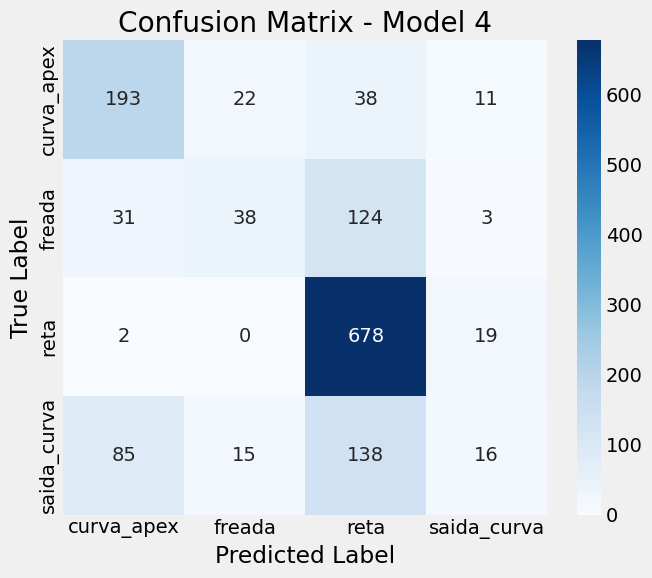 Confusion Matrix - Model 4
True Label
curva_apex
193 22 38 11
freada
31 38 124 3
reta
2 0 678 19
saida_curva
85 15 138 16
curva_apex freada reta saida_curva
Predicted Label
600
500
400
300
200
100
0